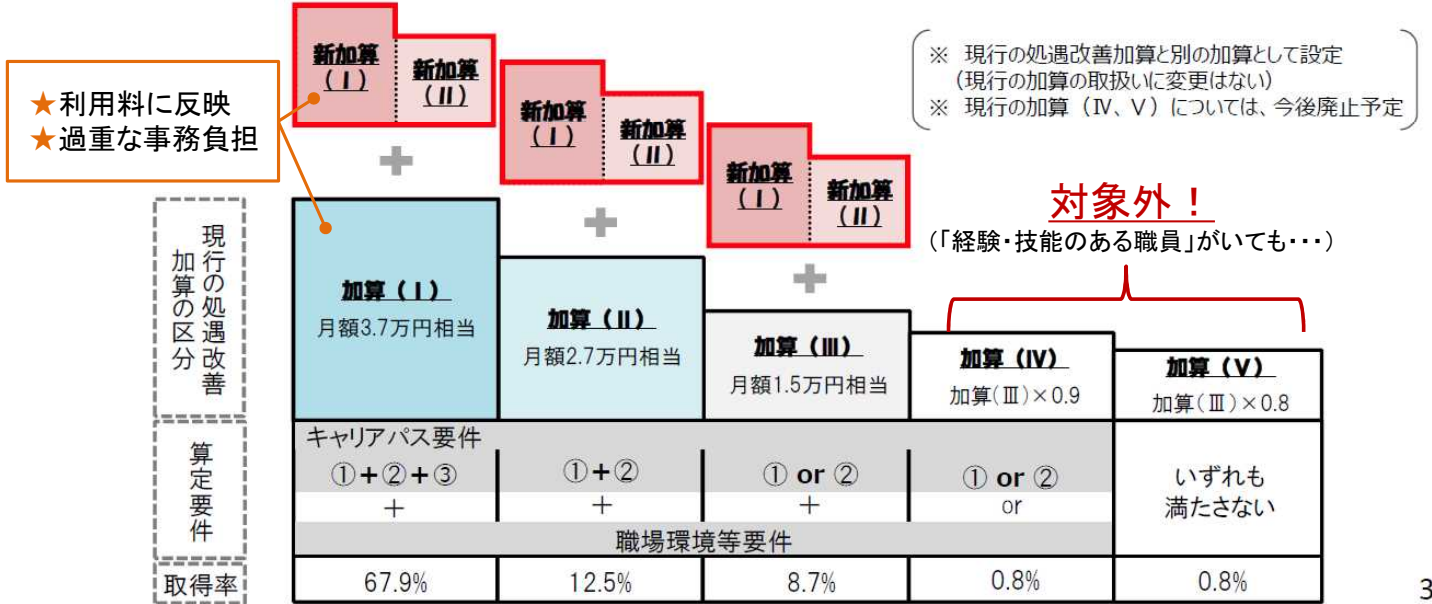 ★利用料に反映
★過重な事務負担
新加算
(Ⅰ)
新加算
(Ⅱ)
新加算
(Ⅰ)
新加算
(Ⅱ)
新加算
(Ⅰ)
新加算
(Ⅱ)
※ 現行の処遇改善加算と別の加算として設定
(現行の加算の取扱いに変更はない)
※ 現行の加算(Ⅳ、Ⅴ)については、今後廃止予定
対象外!
(「経験・技能のある職員」がいても・・・)
現行の処遇改善
加算の区分
加算(Ⅰ)
月額3.7万円相当
加算(Ⅱ)
月額2.7万円相当
加算(Ⅲ)
月額1.5万円相当
加算(Ⅳ)
加算(Ⅲ)×0.9
加算(Ⅴ)
加算(Ⅲ)×0.8
算定要件
キャリアパス要件
①+②+③
①+②
① or ②
① or ②
+
+
+
or
いずれも
満たさない
職場環境等要件
取得率
67.9%
12.5%
8.7%
0.8%
0.8%
3